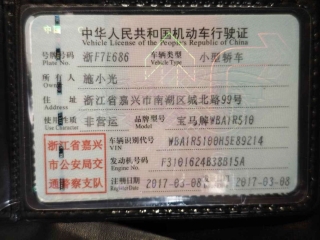 中国 中华人民共和国机动车行驶证
Vehicle License of the People's Republic of China
号牌号码 浙F7E686 车辆类型 小型轿车
Plate No. Vehicle Type
所有人 施小光
Owner
住址 浙江省嘉兴市南湖区城北路99号
Address
使用性质 非营运 品牌型号 宝马牌WBA1R510
Use Character Model
浙江省嘉兴
市公安局交
通警察支队
车辆识别代号 WBA1R5100HSE89Z14
VIN
发动机号码 F31016Z4B38B15A
Engine No.
注册日期 2017-03-08 2017-03-08
Register Date